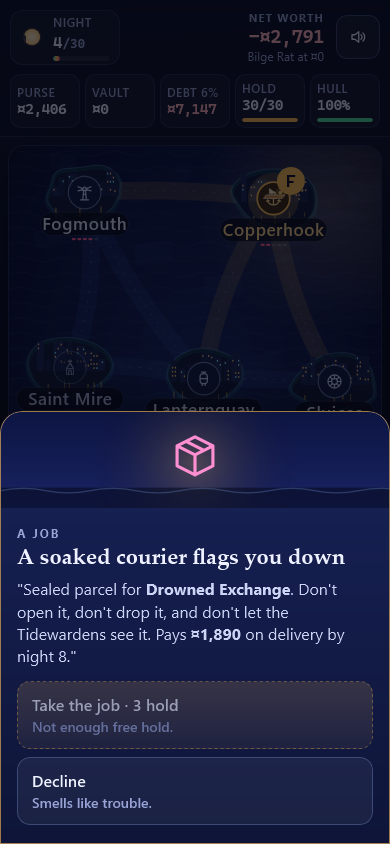 NIGHT
4/30
NET WORTH
−¤2,791
Bilge Rat at ¤0
PURSE
¤2,406
VAULT
¤0
DEBT 6%
¤7,147
HOLD
30/30
HULL
100%
F
Fogmouth
Copperhook
Saint Mire
Lanternquay
A JOB
A soaked courier flags you down
"Sealed parcel for Drowned Exchange. Don't
open it, don't drop it, and don't let the
Tidewardens see it. Pays ¤1,890 on delivery by
night 8."
Take the job · 3 hold
Not enough free hold.
Decline
Smells like trouble.